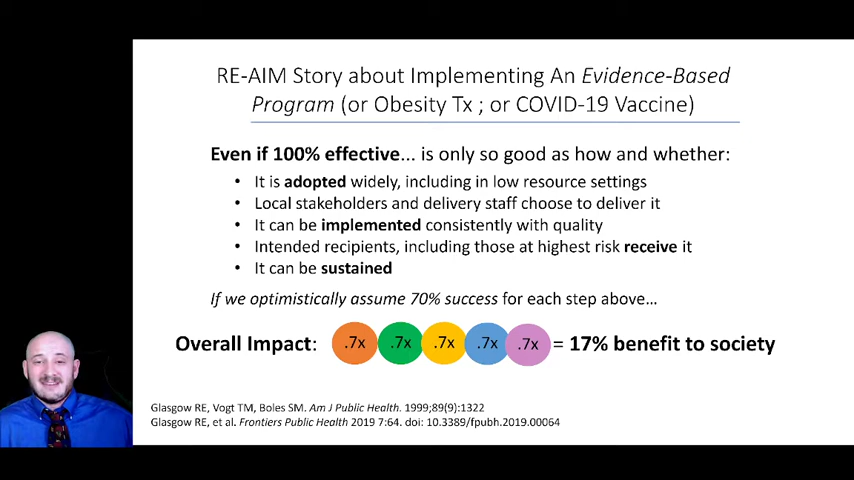 RE-AIM Story about Implementing An Evidence-Based
Program (or Obesity Tx ; or COVID-19 Vaccine)
Even if 100% effective... is only so good as how and whether:
• It is adopted widely, including in low resource settings
• Local stakeholders and delivery staff choose to deliver it
• It can be implemented consistently with quality
• Intended recipients, including those at highest risk receive it
• It can be sustained
If we optimistically assume 70% success for each step above…
Overall Impact: .7x .7x .7x .7x .7x = 17% benefit to society
Glasgow RE, Vogt TM, Boles SM. Am J Public Health. 1999;89(9):1322
Glasgow RE, et al. Frontiers Public Health 2019 7:64. doi: 10.3389/fpubh.2019.00064